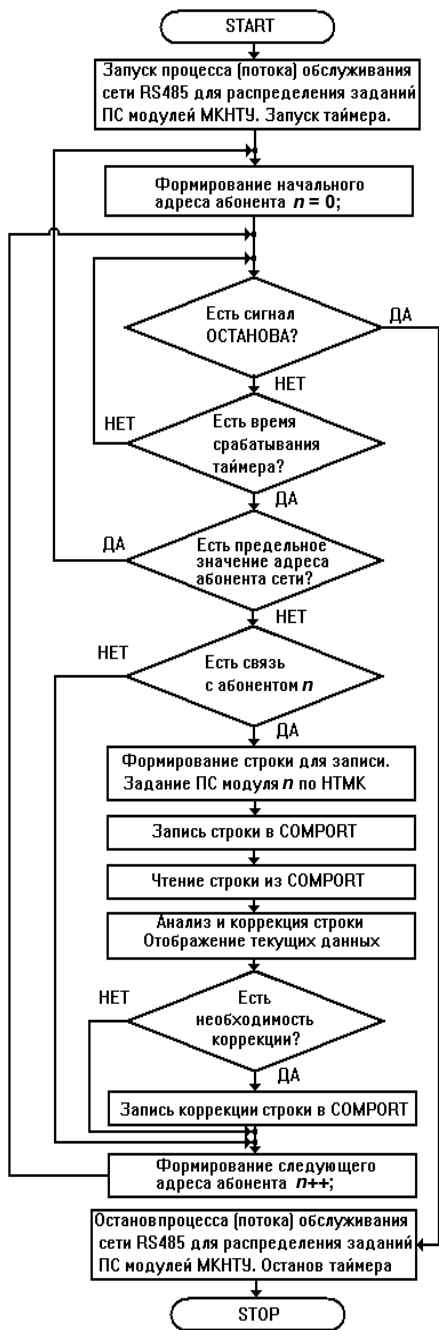 START
Запуск процесса (потока) обслуживания
сети RS485 для распределения заданий
ПС модулей МКНТУ. Запуск таймера.
Формирование начального
адреса абонента n = 0;
Есть сигнал
ОСТАНОВА?
ДА
НЕТ
НЕТ
Есть время
срабатывания
таймера?
ДА
ДА
Есть предельное
значение адреса
абонента сети?
НЕТ
НЕТ
Есть связь
с абонентом n
ДА
Формирование строки для записи.
Задание ПС модуля n по НТМК
Запись строки в COMPORT
Чтение строки из COMPORT
Анализ и коррекция строки
Отображение текущих данных
НЕТ
Есть
необходимость
коррекции?
ДА
Запись коррекции строки в COMPORT
Формирование следующего
адреса абонента n++;
Останов процесса (потока) обслуживания
сети RS485 для распределения заданий
ПС модулей МКНТУ. Останов таймера
STOP